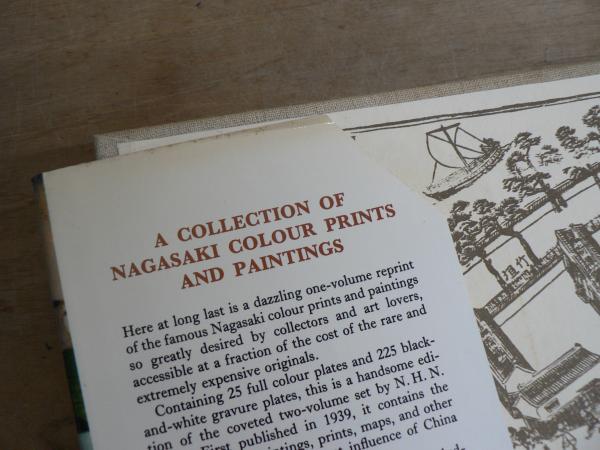 A COLLECTION OF
NAGASAKI COLOUR PRINTS
AND PAINTINGS
Here at long last is a dazzling one-volume reprint
of the famous Nagasaki colour prints and paintings
so greatly desired by collectors and art lovers,
accessible at a fraction of the cost of the rare and
extremely expensive originals.
Containing 25 full colour plates and 225 black-
and-white gravure plates, this is a handsome edi-
tion of the coveted two-volume set by N. H. N.
First published in 1939, it contains the
prints, maps, and other
influence of China